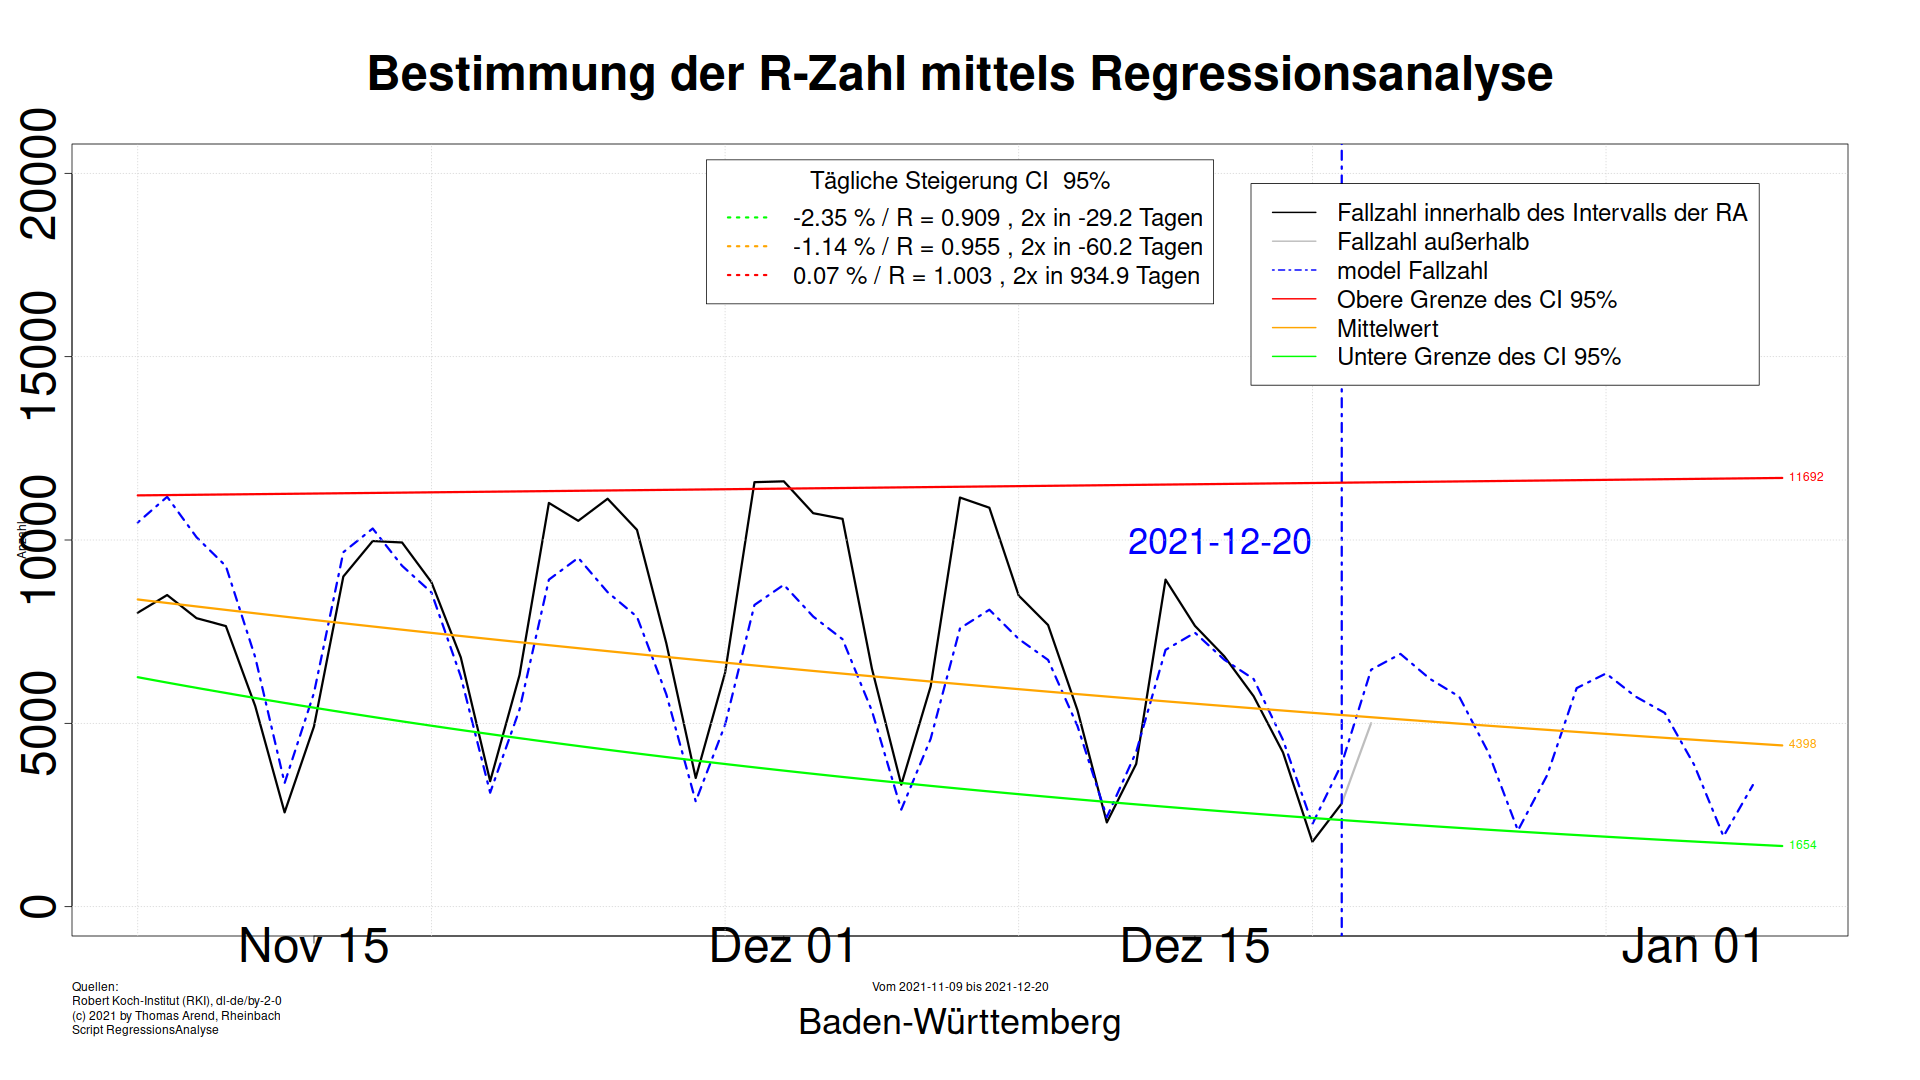 Bestimmung der R-Zahl mittels Regressionsanalyse
Tägliche Steigerung CI  95%
-2.35 % / R = 0.909 , 2x in -29.2 Tagen
-1.14 % / R = 0.955 , 2x in -60.2 Tagen
0.07 % / R = 1.003 , 2x in 934.9 Tagen
Fallzahl innerhalb des Intervalls der RA
Fallzahl außerhalb
model Fallzahl
Obere Grenze des CI 95%
Mittelwert
Untere Grenze des CI 95%
20000
15000
10000
5000
0
Anzahl
11692
2021-12-20
4398
1654
Nov 15
Dez 01
Dez 15
Jan 01
Quellen:
Robert Koch-Institut (RKI), dl-de/by-2-0
(c) 2021 by Thomas Arend, Rheinbach
Script RegressionsAnalyse
Vom 2021-11-09 bis 2021-12-20
Baden-Württemberg